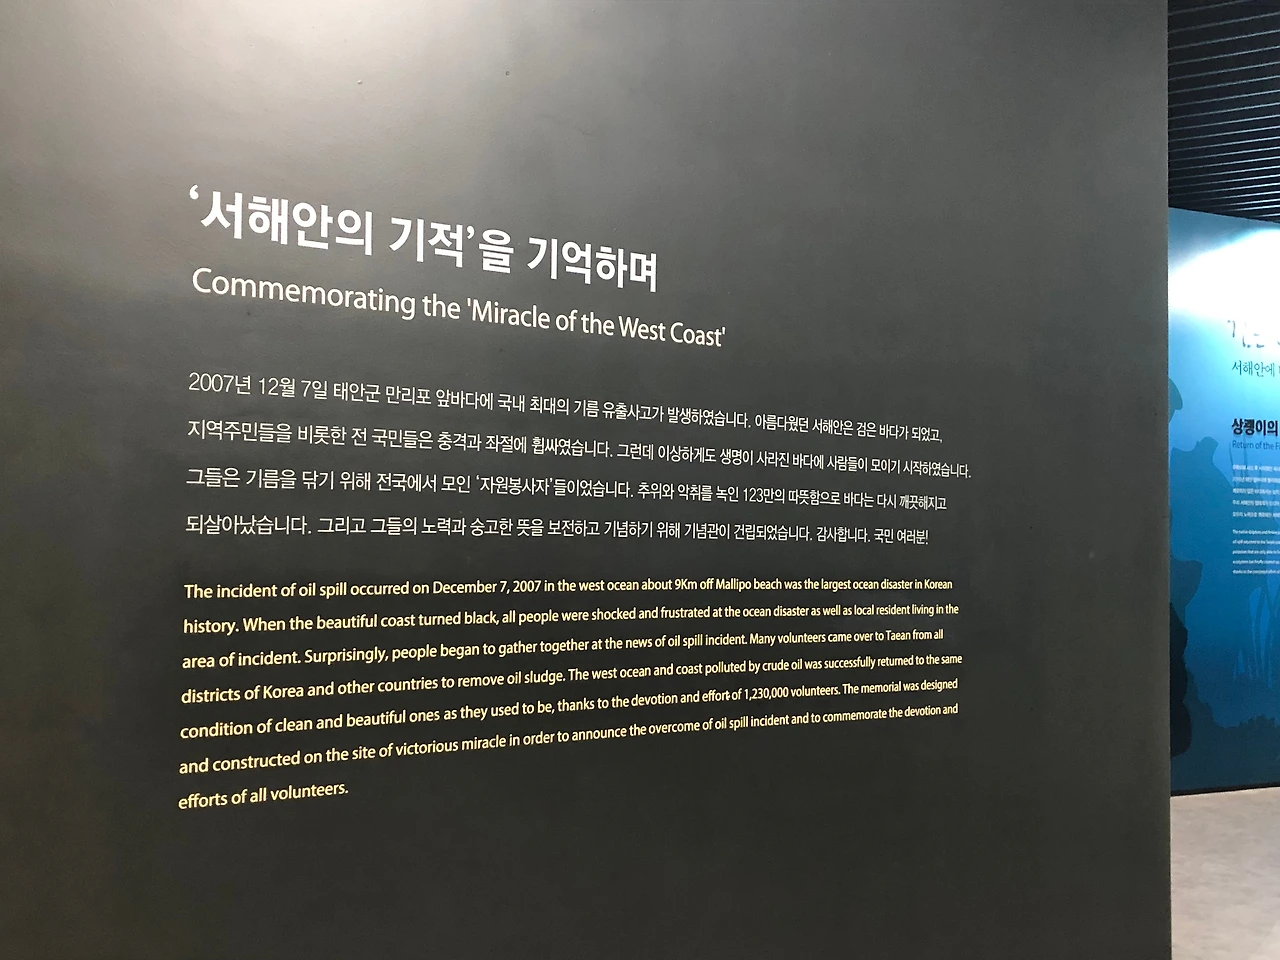 ‘서해안의 기적’을 기억하며
Commemorating the 'Miracle of the West Coast'
2007년 12월 7일 태안군 만리포 앞바다에 국내 최대의 기름 유출사고가 발생하였습니다. 아름다웠던 서해안은 검은 바다가 되었고,
지역주민들을 비롯한 전 국민들은 충격과 좌절에 휩싸였습니다. 그런데 이상하게도 생명이 사라진 바다에 사람들이 모이기 시작하였습니다.
그들은 기름을 닦기 위해 전국에서 모인 ‘자원봉사자’들이었습니다. 추위와 악취를 녹인 123만의 따뜻함으로 바다는 다시 깨끗해지고
되살아났습니다. 그리고 그들의 노력과 숭고한 뜻을 보전하고 기념하기 위해 기념관이 건립되었습니다. 감사합니다. 국민 여러분!
The incident of oil spill occurred on December 7, 2007 in the west ocean about 9Km off Mallipo beach was the largest ocean disaster in Korean
history. When the beautiful coast turned black, all people were shocked and frustrated at the ocean disaster as well as local resident living in the
area of incident. Surprisingly, people began to gather together at the news of oil spill incident. Many volunteers came over to Taean from all
districts of Korea and other countries to remove oil sludge. The west ocean and coast polluted by crude oil was successfully returned to the same
condition of clean and beautiful ones as they used to be, thanks to the devotion and effort of 1,230,000 volunteers. The memorial was designed
and constructed on the site of victorious miracle in order to announce the overcome of oil spill incident and to commemorate the devotion and
efforts of all volunteers.
서해안에
상괭이의
Return of the